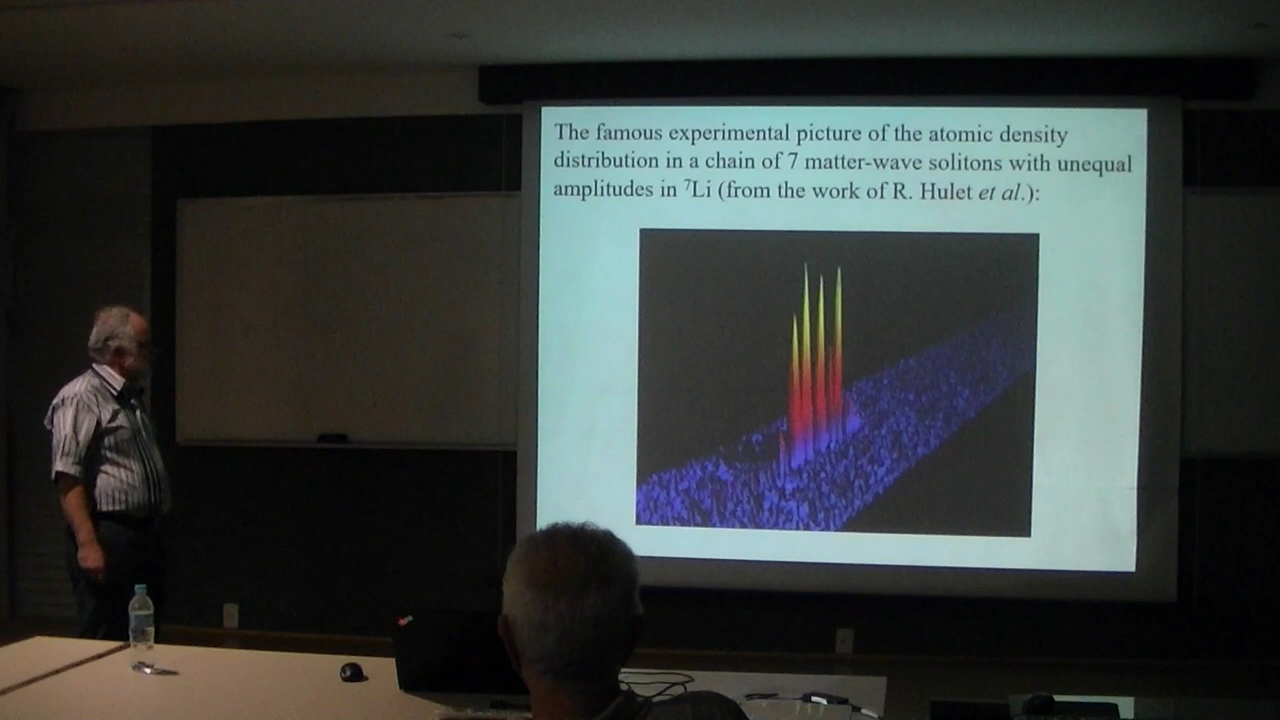 The famous experimental picture of the atomic density
distribution in a chain of 7 matter-wave solitons with unequal
amplitudes in ⁷Li (from the work of R. Hulet et al.):